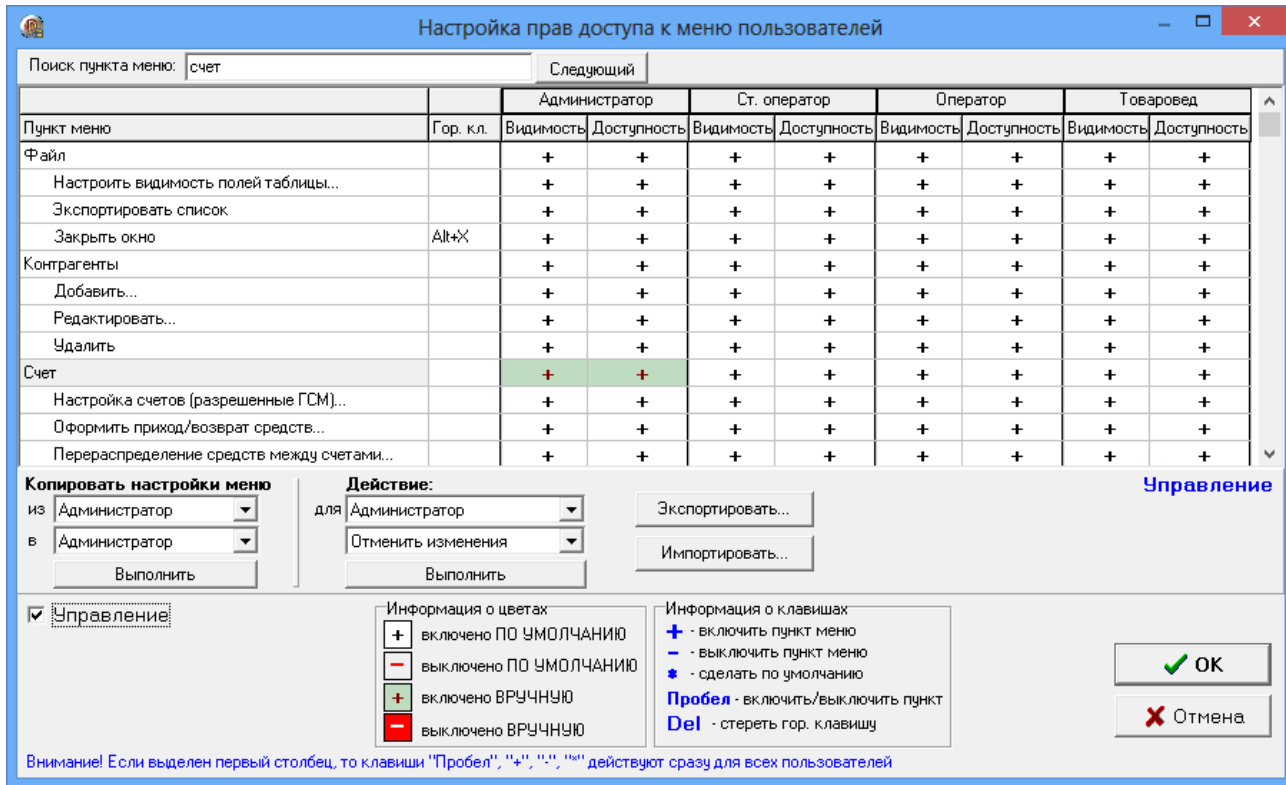 Настройка прав доступа к меню пользователей
Поиск пункта меню: счет Следующий
Администратор Ст. оператор Оператор Товаровед
Пункт меню Гор. кл. Видимость Доступность Видимость Доступность Видимость Доступность Видимость Доступность
Файл + + + + + + + +
Настроить видимость полей таблицы... + + + + + + + +
Экспортировать список + + + + + + + +
Закрыть окно Alt+X + + + + + + + +
Контрагенты + + + + + + + +
Добавить... + + + + + + + +
Редактировать... + + + + + + + +
Удалить + + + + + + + +
Счет + + + + + + + +
Настройка счетов (разрешенные ГСМ)... + + + + + + + +
Оформить приход/возврат средств... + + + + + + + +
Перераспределение средств между счетами... + + + + + + + +
Копировать настройки меню Действие: Управление
из Администратор для Администратор Экспортировать...
в Администратор Отменить изменения Импортировать...
Выполнить Выполнить
Управление
Информация о цветах
+ включено ПО УМОЛЧАНИЮ
− выключено ПО УМОЛЧАНИЮ
+ включено ВРУЧНУЮ
− выключено ВРУЧНУЮ
Информация о клавишах
+ - включить пункт меню
− - выключить пункт меню
* - сделать по умолчанию
Пробел - включить/выключить пункт
Del - стереть гор. клавишу
OK
Отмена
Внимание! Если выделен первый столбец, то клавиши "Пробел", "+", "-", "*" действуют сразу для всех пользователей